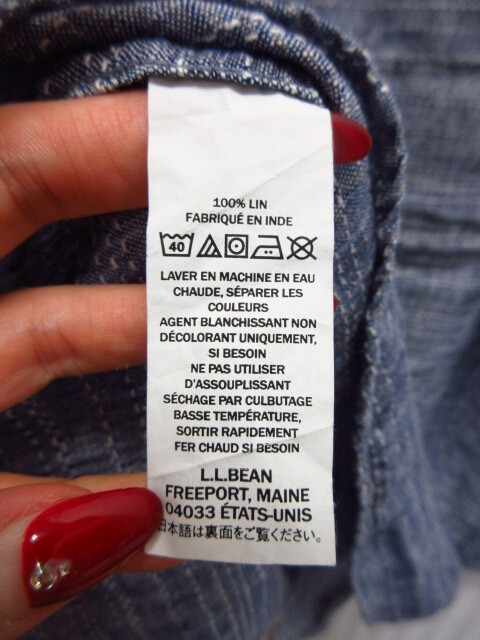 100% LIN
FABRIQUÉ EN INDE
40
LAVER EN MACHINE EN EAU
CHAUDE, SÉPARER LES
COULEURS
AGENT BLANCHISSANT NON
DÉCOLORANT UNIQUEMENT,
SI BESOIN
NE PAS UTILISER
D'ASSOUPLISSANT
SÉCHAGE PAR CULBUTAGE
BASSE TEMPÉRATURE,
SORTIR RAPIDEMENT
FER CHAUD SI BESOIN
L.L.BEAN
FREEPORT, MAINE
04033 ÉTATS-UNIS
日本語は裏面をご覧ください。